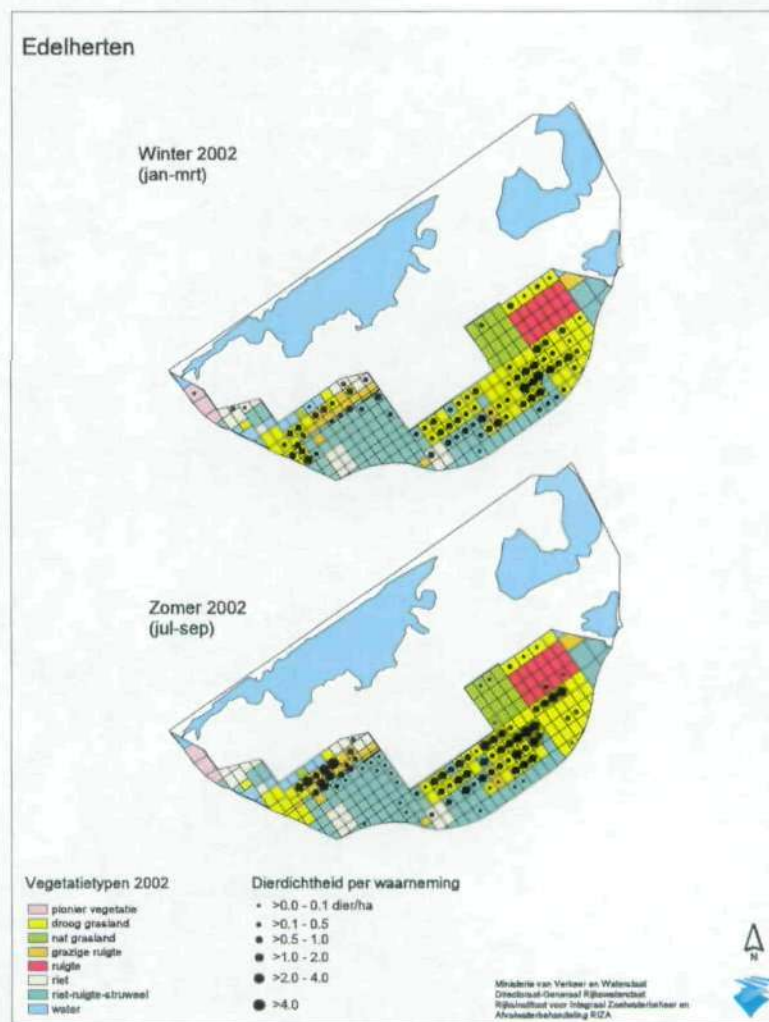 Edelherten
Winter 2002
(jan-mrt)
Zomer 2002
(jul-sep)
Vegetatietypen 2002
pionier vegetatie
droog grasland
nat grasland
grazige ruigte
ruigte
riet
riet-ruigte-struweel
water
Dierdichtheid per waarneming
>0.0 - 0.1 dier/ha
>0.1 - 0.5
>0.5 - 1.0
>1.0 - 2.0
>2.0 - 4.0
>4.0
N
Ministerie van Verkeer en Waterstaat
Directoraat-Generaal Rijkswaterstaat
Rijksinstituut voor Integraal Zoetwaterbeheer en
Afvalwaterbehandeling RIZA